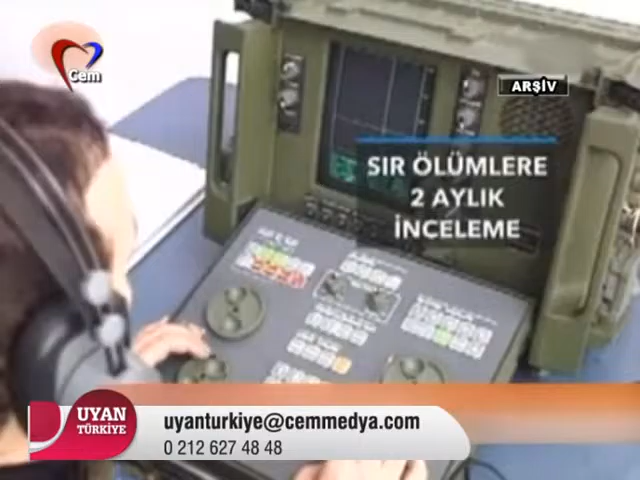 Cem
ARŞİV
SIR ÖLÜMLERE
2 AYLIK
İNCELEME
UYAN
TÜRKİYE
uyanturkiye@cemmedya.com
0 212 627 48 48